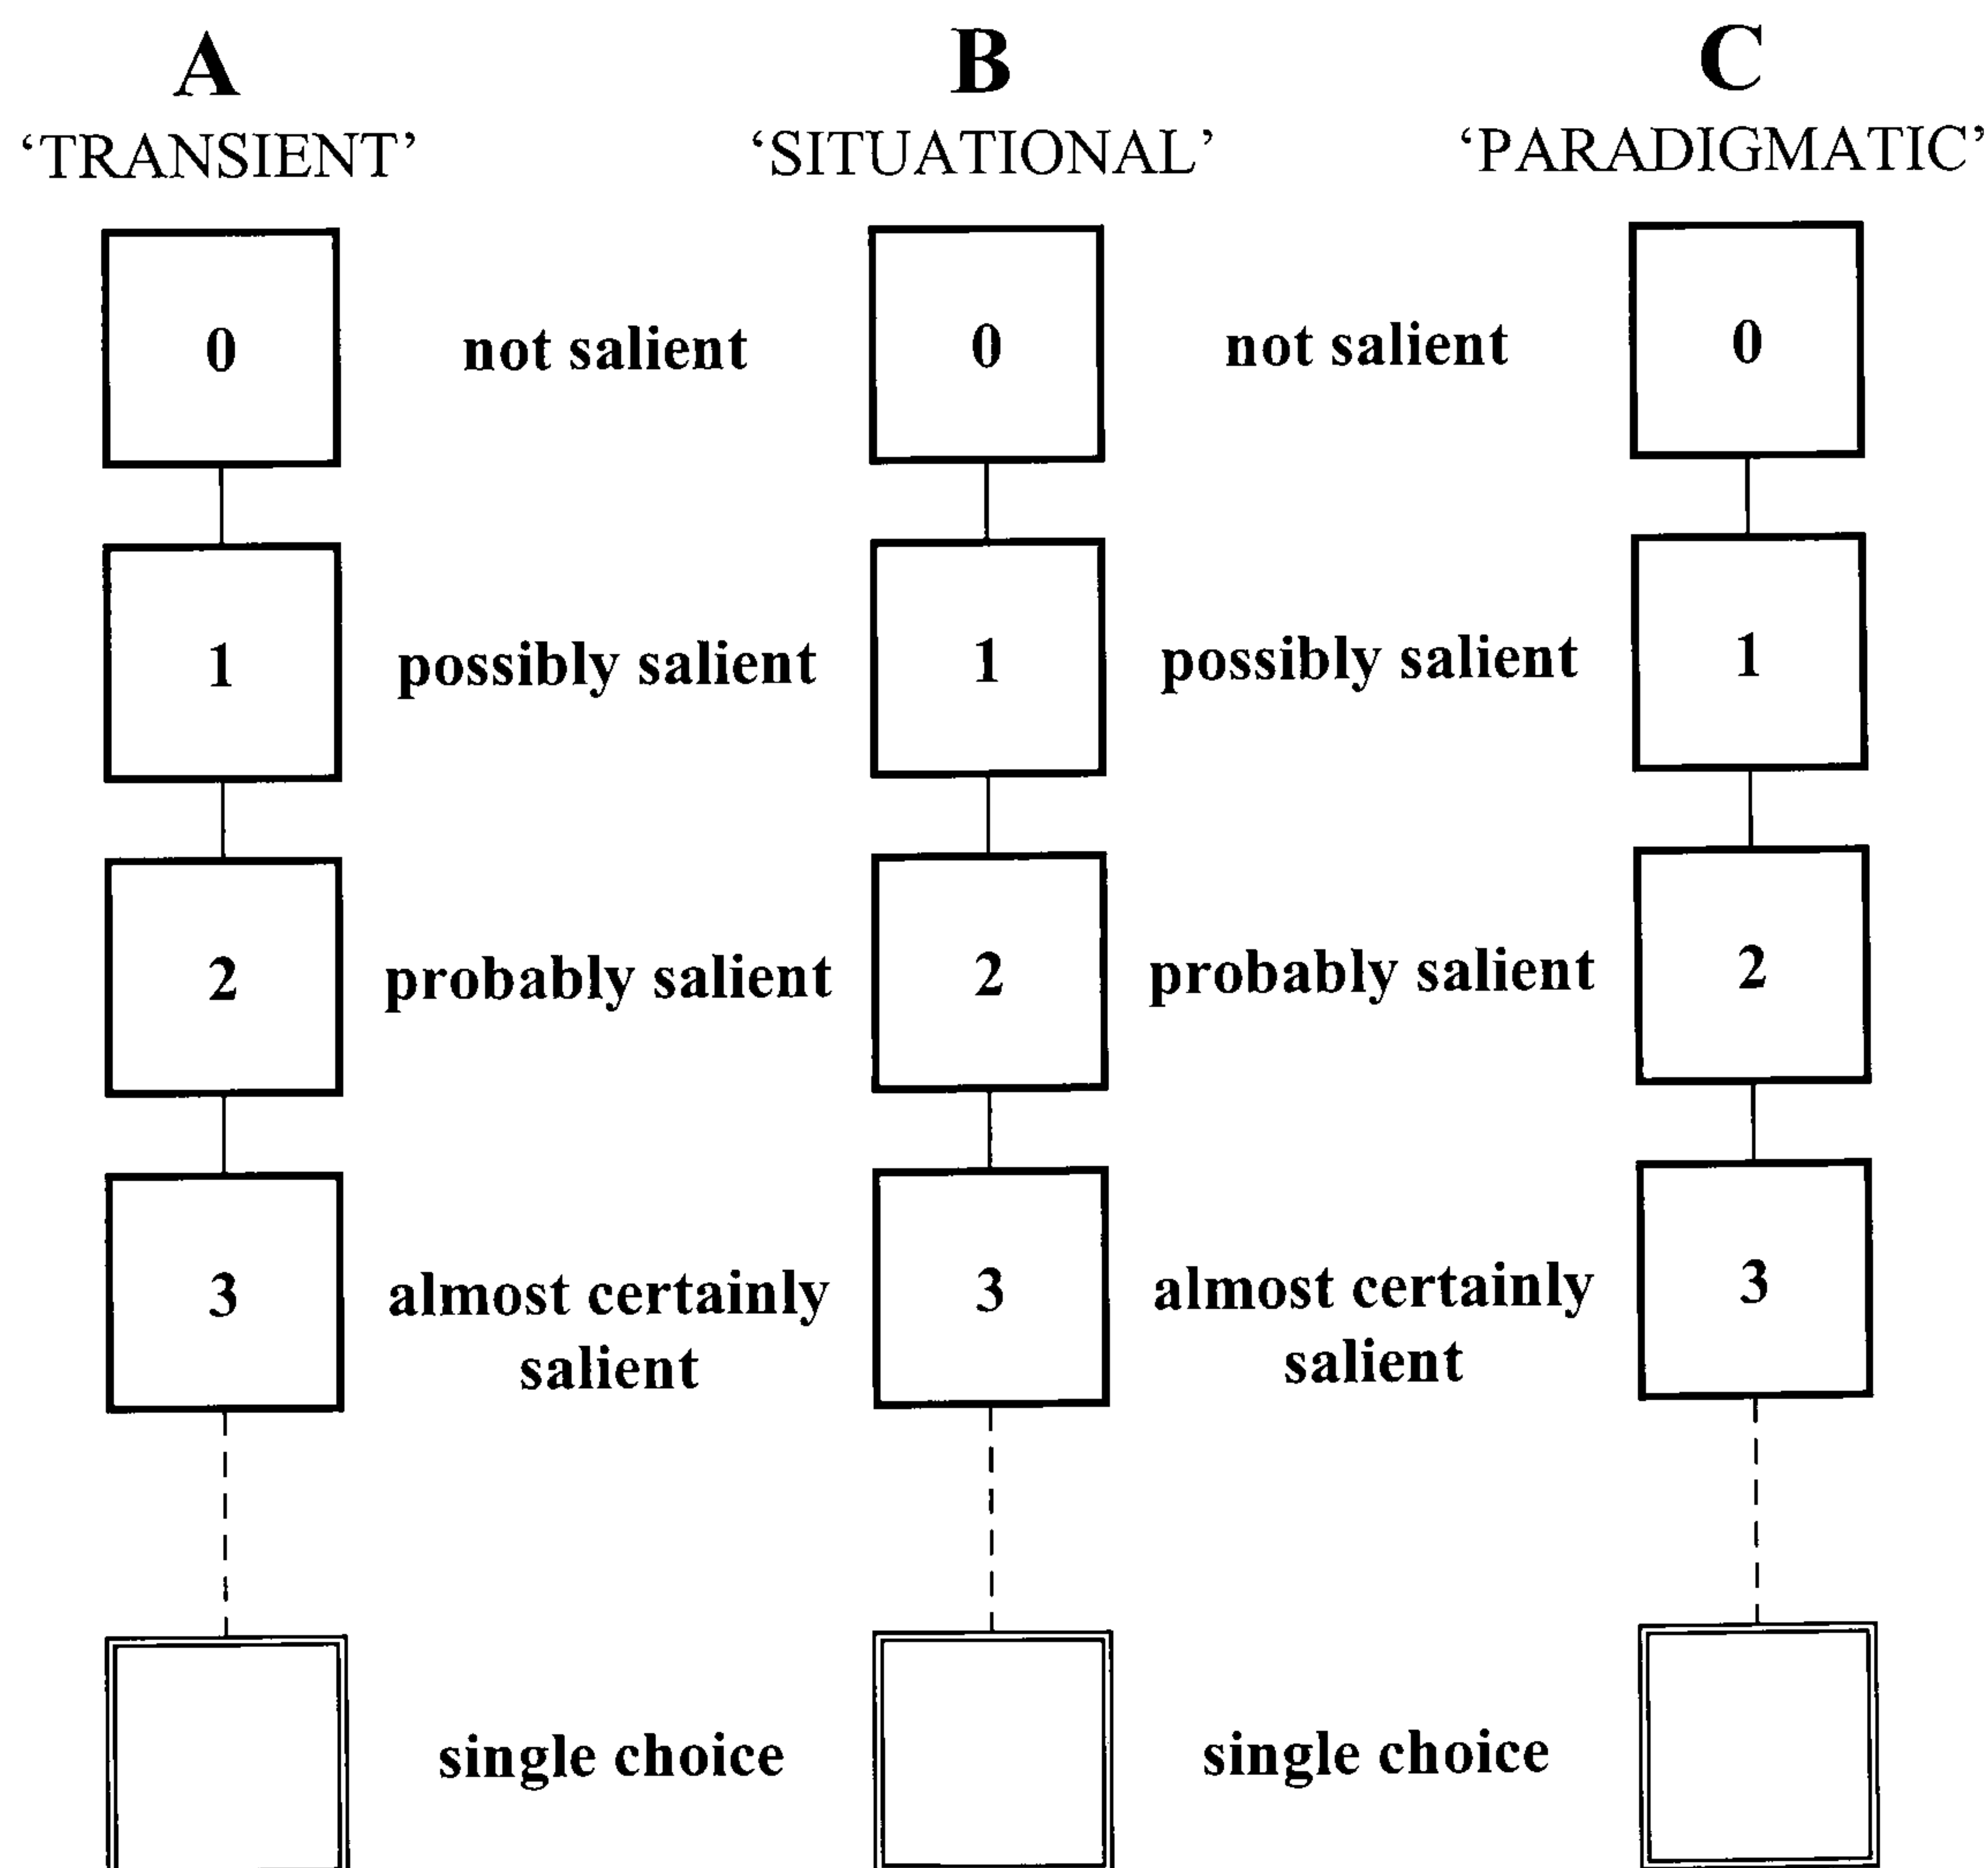 A B C
‘TRANSIENT’ ‘SITUATIONAL’ ‘PARADIGMATIC’
0 not salient 0 not salient 0
1 possibly salient 1 possibly salient 1
2 probably salient 2 probably salient 2
3 almost certainly 3 almost certainly 3
salient salient
single choice single choice